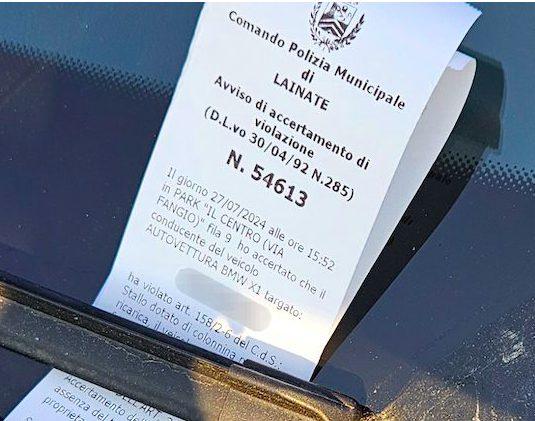 Comando Polizia Municipale
di
LAINATE
Avviso di accertamento di
violazione
(D.L.vo 30/04/92 N.285)
N. 54613
Il giorno 27/07/2024 alle ore 15:52
in PARK "IL CENTRO (VIA
FANGIO)" fila 9 ho accertato che il
conducente del veicolo
AUTOVETTURA BMW X1 targato:
ha violato art. 158/2-6 del C.d.S.:
Stallo dotato di colonnina
ricarica, il
Accertamento
assenza del